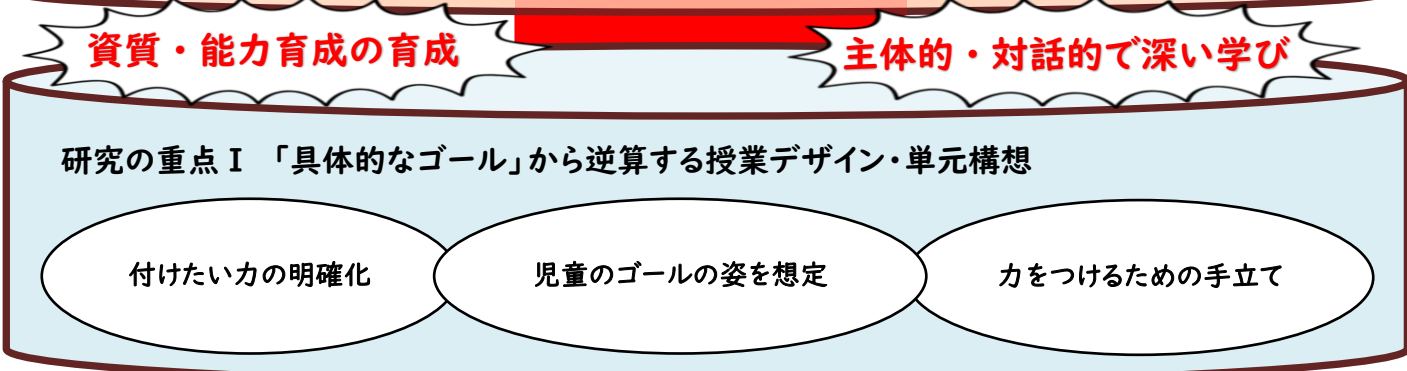 資質・能力育成の育成
主体的・対話的で深い学び
研究の重点Ⅰ 「具体的なゴール」から逆算する授業デザイン・単元構想
付けたい力の明確化
児童のゴールの姿を想定
力をつけるための手立て